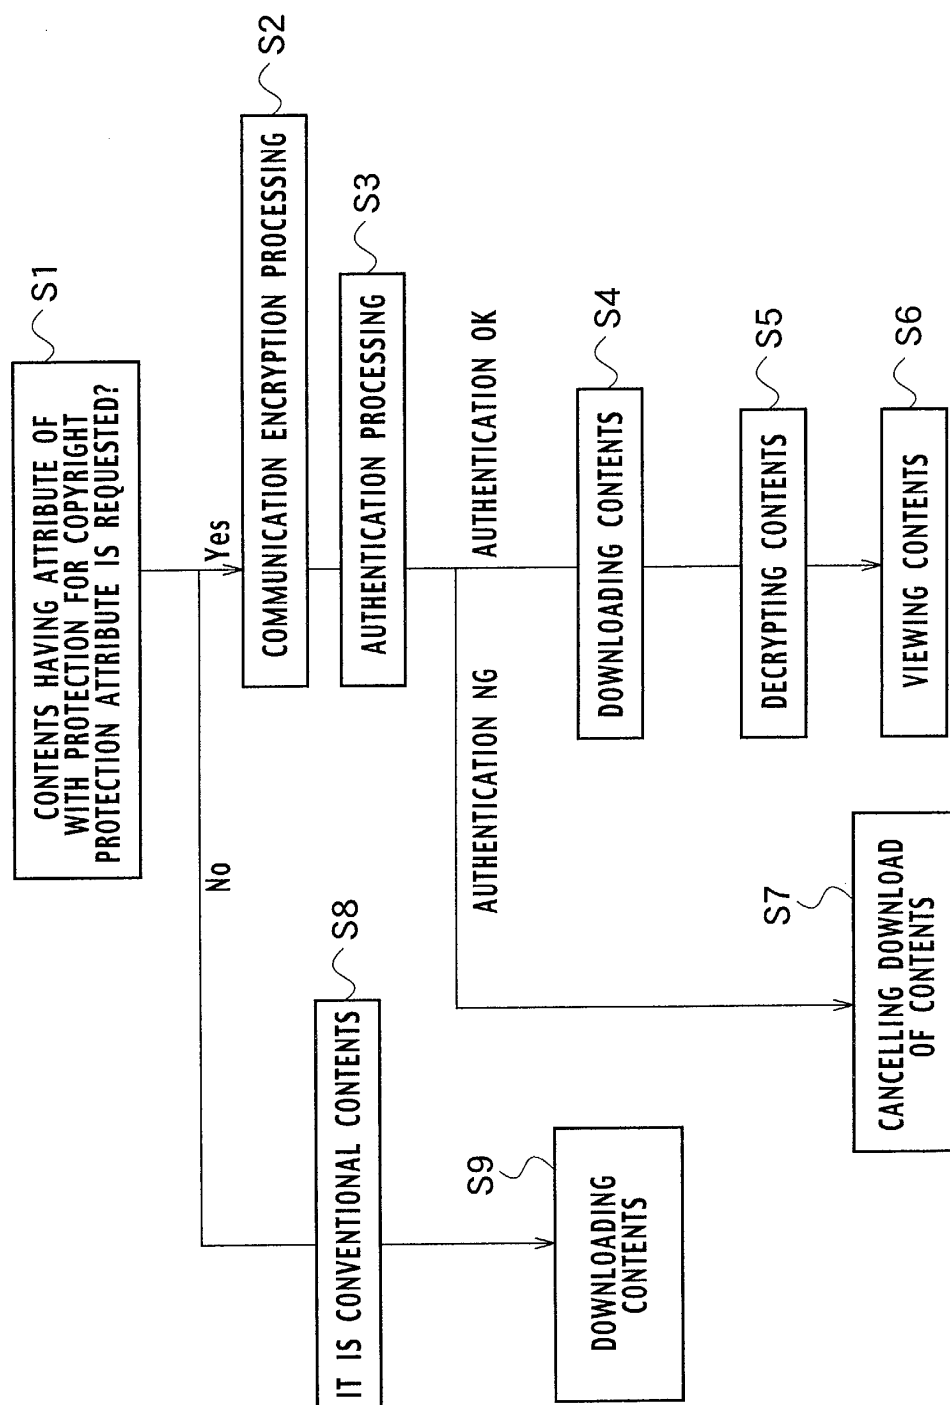 CONTENTS HAVING ATTRIBUTE OF
WITH PROTECTION FOR COPYRIGHT
PROTECTION ATTRIBUTE IS REQUESTED?
S1
Yes
No
COMMUNICATION ENCRYPTION PROCESSING
S2
AUTHENTICATION PROCESSING
S3
AUTHENTICATION OK
AUTHENTICATION NG
DOWNLOADING CONTENTS
S4
DECRYPTING CONTENTS
S5
VIEWING CONTENTS
S6
CANCELLING DOWNLOAD
OF CONTENTS
S7
IT IS CONVENTIONAL CONTENTS
S8
DOWNLOADING
CONTENTS
S9